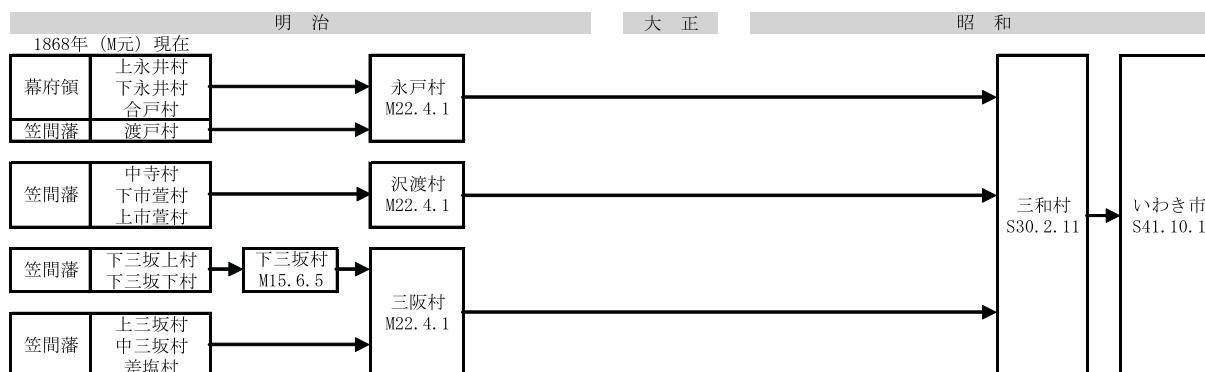 明 治
大 正
昭 和
1868年 (M元) 現在
幕府領
上永井村
下永井村
合戸村
笠間藩
渡戸村
永戸村
M22.4.1
笠間藩
中寺村
下市萱村
上市萱村
沢渡村
M22.4.1
笠間藩
下三坂上村
下三坂下村
下三坂村
M15.6.5
笠間藩
上三坂村
中三坂村
差塩村
三阪村
M22.4.1
三和村
S30.2.11
いわき市
S41.10.1